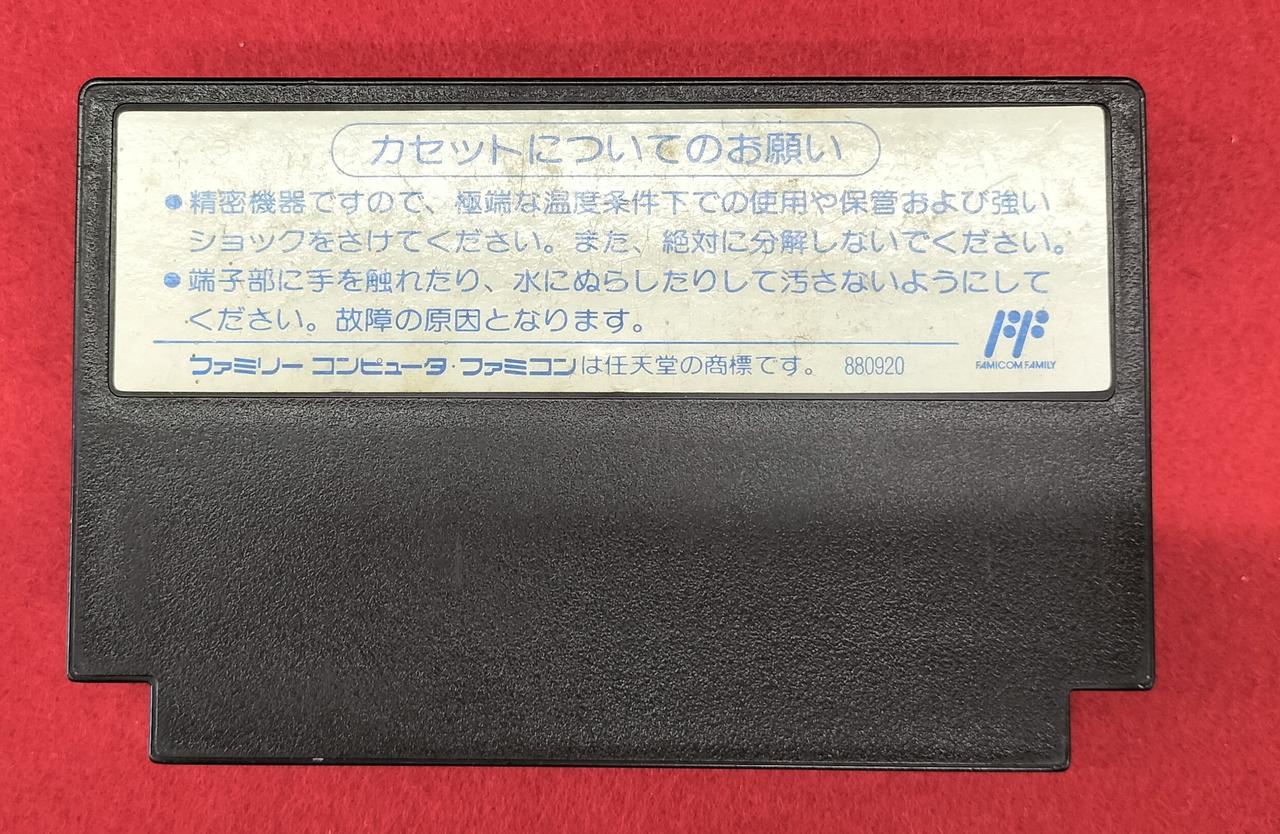 カセットについてのお願い
●精密機器ですので、極端な温度条件下での使用や保管および強い
ショックをさけてください。また、絶対に分解しないでください。
●端子部に手を触れたり、水にぬらしたりして汚さないようにして
ください。故障の原因となります。
ファミリーコンピュータ・ファミコンは任天堂の商標です。 880920
FAMICOM FAMILY